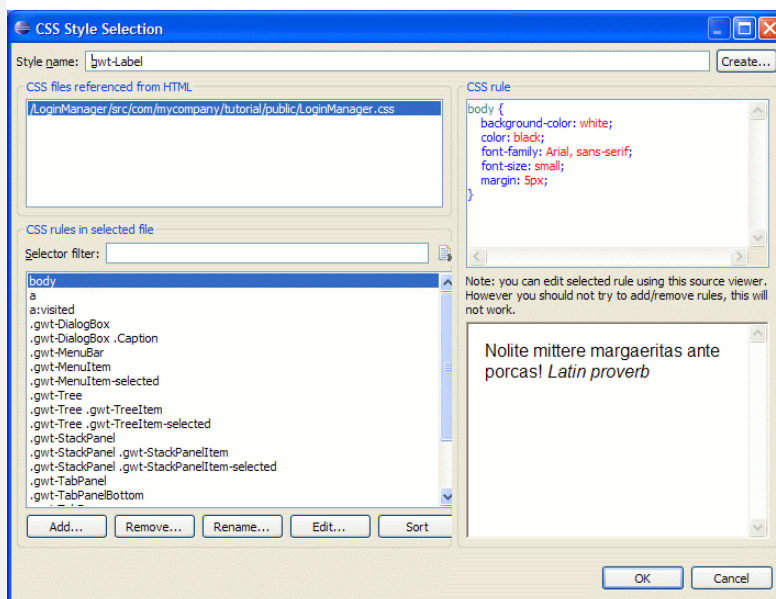 CSS Style Selection
Style name: gwt-Label Create...
CSS files referenced from HTML
/LoginManager/src/com/mycompany/tutorial/public/LoginManager.css
CSS rules in selected file
Selector filter:
body
a
a:visited
.gwt-DialogBox
.gwt-DialogBox .Caption
.gwt-MenuBar
.gwt-MenuItem
.gwt-MenuItem-selected
.gwt-Tree
.gwt-Tree .gwt-TreeItem
.gwt-Tree .gwt-TreeItem-selected
.gwt-StackPanel
.gwt-StackPanel .gwt-StackPanelItem
.gwt-StackPanel .gwt-StackPanelItem-selected
.gwt-TabPanel
.gwt-TabPanelBottom
Add... Remove... Rename... Edit... Sort
CSS rule
body {
background-color: white;
color: black;
font-family: Arial, sans-serif;
font-size: small;
margin: 5px;
}
Note: you can edit selected rule using this source viewer.
However you should not try to add/remove rules, this will
not work.
Nolite mittere margaeritas ante
porcas! Latin proverb
OK Cancel